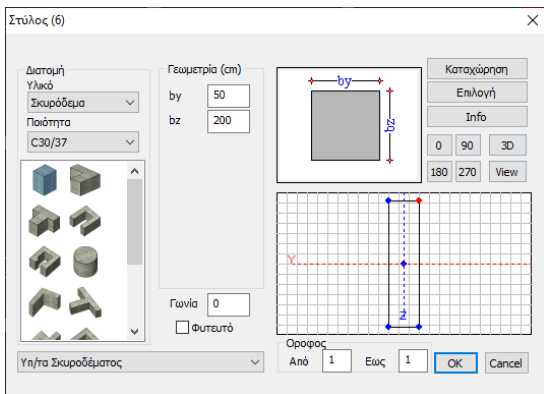 Στύλος (6)
Διατομή
Υλικό
Σκυρόδεμα
Ποιότητα
C30/37
Γεωμετρία (cm)
by 50
bz 200
Γωνία 0
Φυτευτό
Υπ/τα Σκυροδέματος
by
bz
Καταχώρηση
Επιλογή
Info
0 90 3D
180 270 View
Y
Z
Οροφος
Από 1 Εως 1
OK Cancel